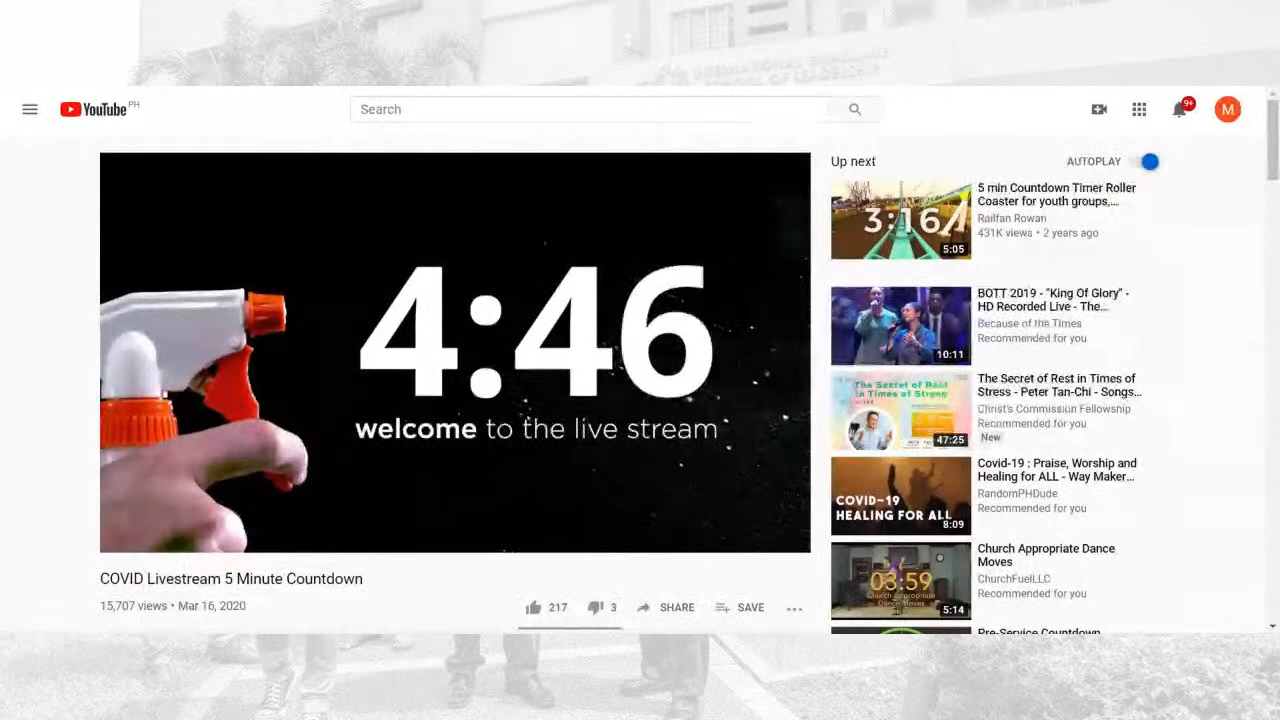 YouTube PH
Search
9+
M
4:46
welcome to the live stream
COVID Livestream 5 Minute Countdown
15,707 views • Mar 16, 2020
217
3
SHARE
SAVE
Up next
AUTOPLAY
3:16
5:05
5 min Countdown Timer Roller
Coaster for youth groups,...
Railfan Rowan
431K views • 2 years ago
10:11
BOTT 2019 - "King Of Glory" -
HD Recorded Live - The...
Because of the Times
Recommended for you
The Secret of Rest
in Times of Stress
47:25
The Secret of Rest in Times of
Stress - Peter Tan-Chi - Songs...
Christ's Commission Fellowship
Recommended for you
New
COVID-19
HEALING FOR ALL
8:09
Covid-19 : Praise, Worship and
Healing for ALL - Way Maker...
RandomPHDude
Recommended for you
03:59
Church Appropriate
Dance Moves
5:14
Church Appropriate Dance
Moves
ChurchFuelLLC
Recommended for you
Pre-Service Countdown